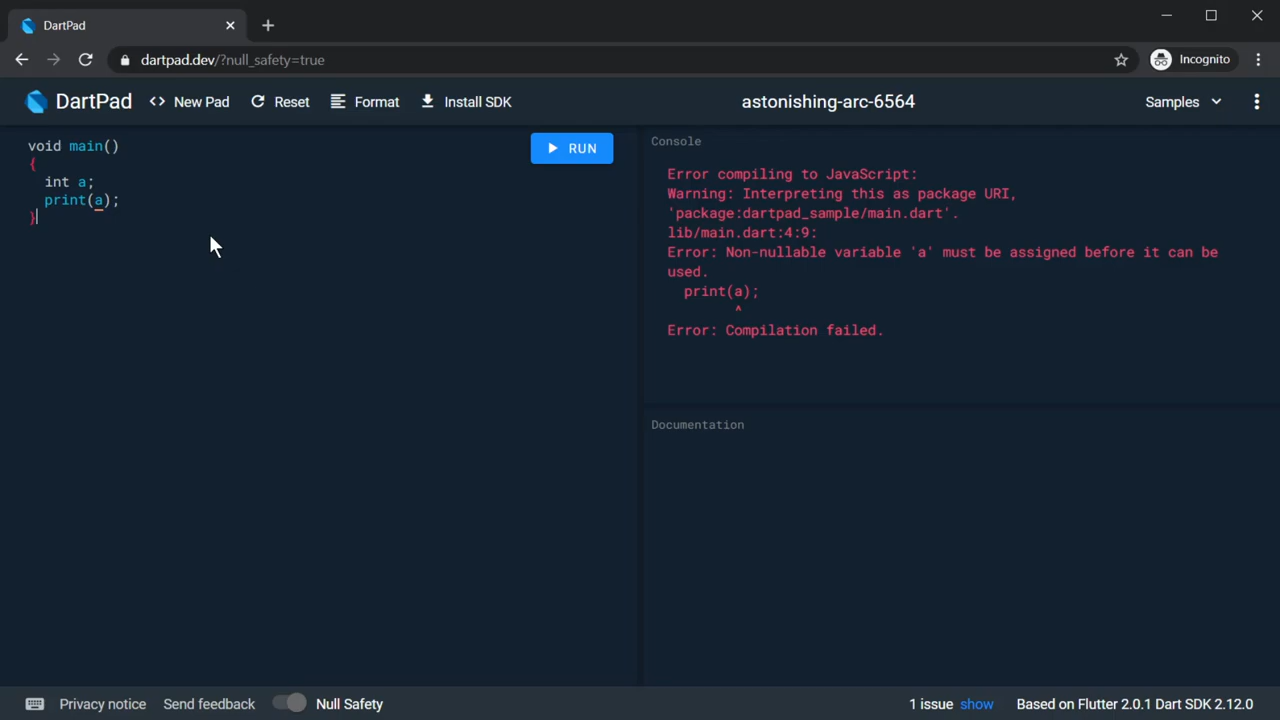 DartPad
dartpad.dev/?null_safety=true
Incognito
DartPad
New Pad
Reset
Format
Install SDK
astonishing-arc-6564
Samples
void main()
{
  int a;
  print(a);
}
RUN
Console
Error compiling to JavaScript:
Warning: Interpreting this as package URI,
'package:dartpad_sample/main.dart'.
lib/main.dart:4:9:
Error: Non-nullable variable 'a' must be assigned before it can be
used.
  print(a);
        ^
Error: Compilation failed.
Documentation
Privacy notice
Send feedback
Null Safety
1 issue show
Based on Flutter 2.0.1 Dart SDK 2.12.0